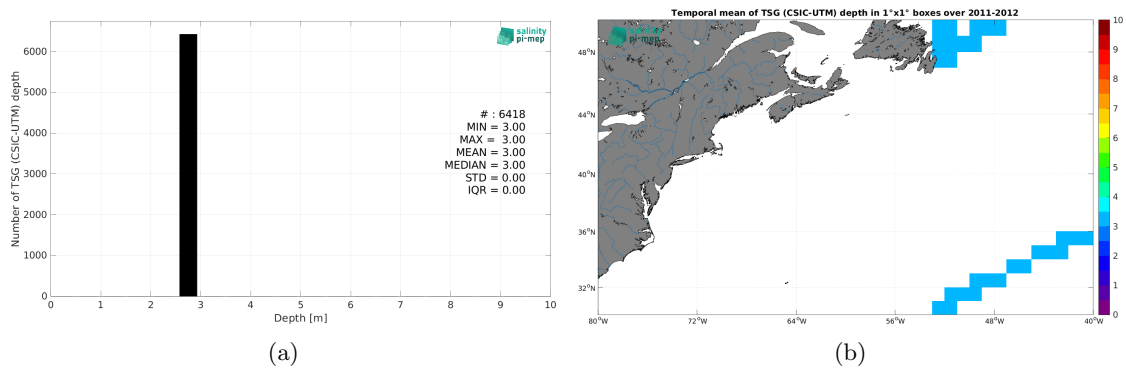 salinity
pi-mep
Number of TSG (CSIC-UTM) depth
6000
5000
4000
3000
2000
1000
0
# : 6418
MIN = 3.00
MAX = 3.00
MEAN = 3.00
MEDIAN = 3.00
STD = 0.00
IQR = 0.00
0 1 2 3 4 5 6 7 8 9 10
Depth [m]
(a)
Temporal mean of TSG (CSIC-UTM) depth in 1°x1° boxes over 2011-2012
pi-mep
48°N
44°N
40°N
36°N
32°N
80°W 72°W 64°W 56°W 48°W 40°W
10
9
8
7
6
5
4
3
2
1
0
(b)